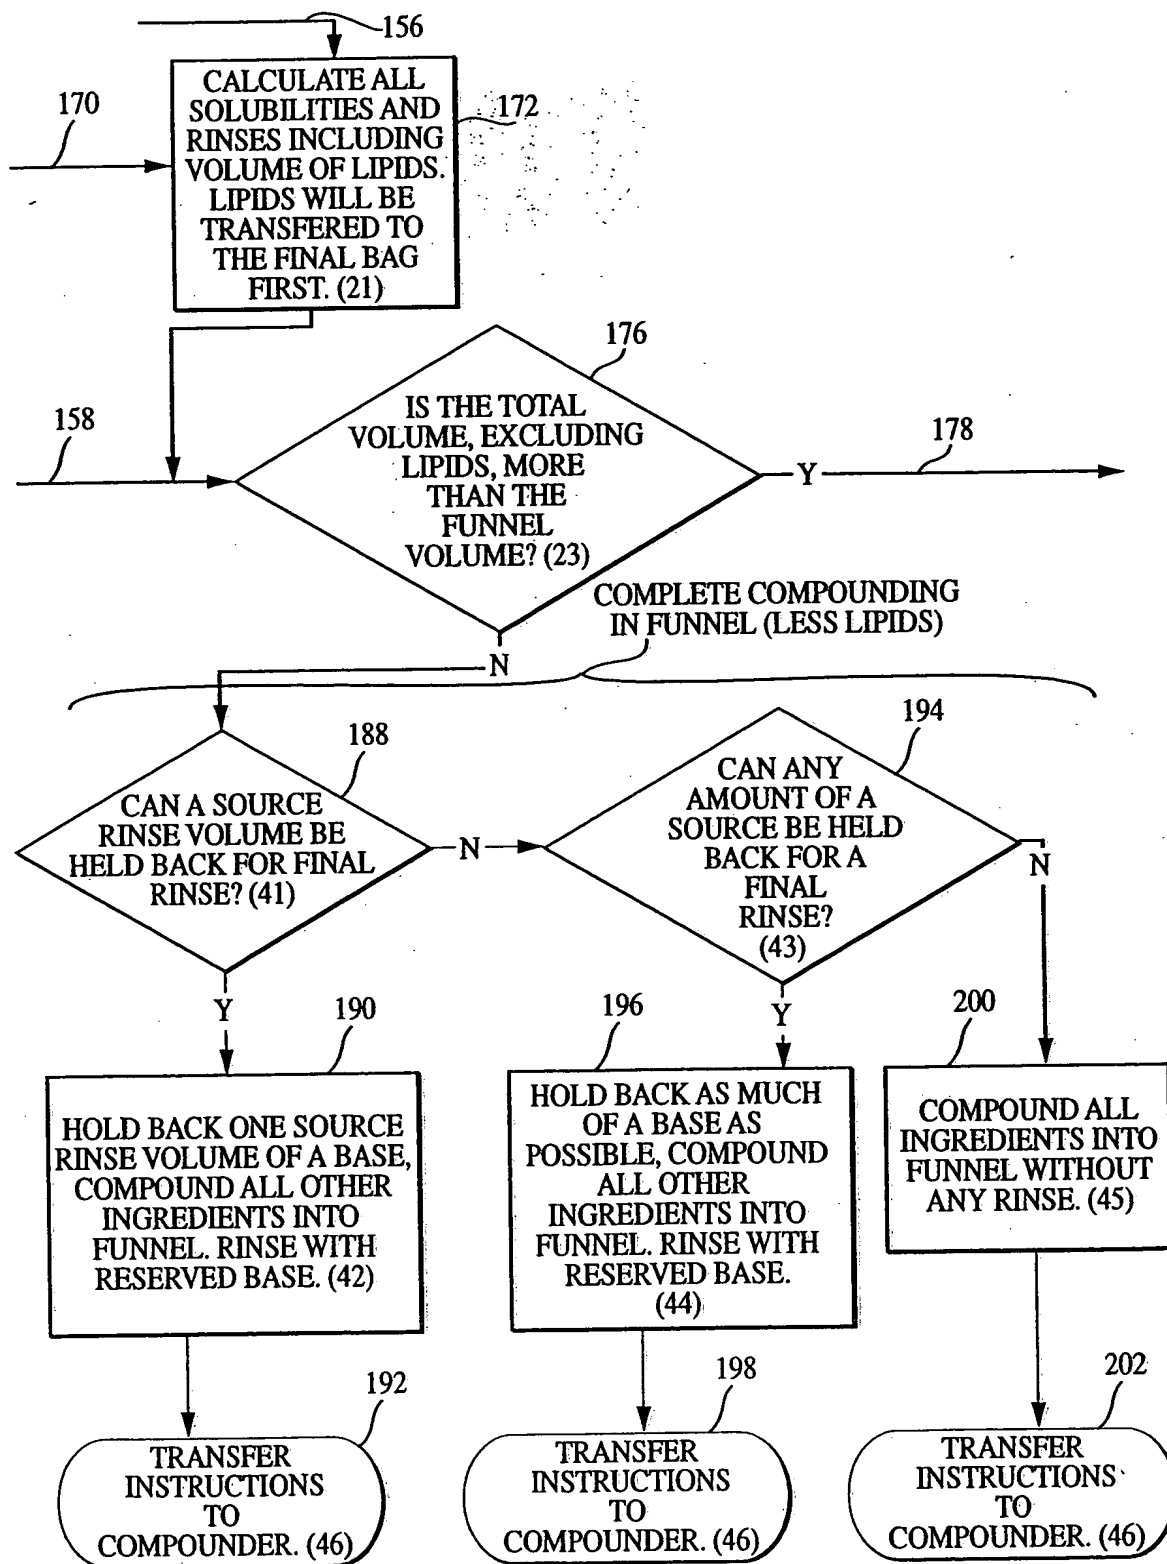 156
CALCULATE ALL
SOLUBILITIES AND
RINSES INCLUDING
VOLUME OF LIPIDS.
LIPIDS WILL BE
TRANSFERED TO
THE FINAL BAG
FIRST. (21)
170
172
176
IS THE TOTAL
VOLUME, EXCLUDING
LIPIDS, MORE
THAN THE
FUNNEL
VOLUME? (23)
158
Y
178
N
COMPLETE COMPOUNDING
IN FUNNEL (LESS LIPIDS)
188
CAN A SOURCE
RINSE VOLUME BE
HELD BACK FOR FINAL
RINSE? (41)
N
194
CAN ANY
AMOUNT OF A
SOURCE BE HELD
BACK FOR A
FINAL
RINSE?
(43)
N
Y
190
Y
196
200
HOLD BACK ONE SOURCE
RINSE VOLUME OF A BASE,
COMPOUND ALL OTHER
INGREDIENTS INTO
FUNNEL. RINSE WITH
RESERVED BASE. (42)
HOLD BACK AS MUCH
OF A BASE AS
POSSIBLE, COMPOUND
ALL OTHER
INGREDIENTS INTO
FUNNEL. RINSE WITH
RESERVED BASE.
(44)
COMPOUND ALL
INGREDIENTS INTO
FUNNEL WITHOUT
ANY RINSE. (45)
192
TRANSFER
INSTRUCTIONS
TO
COMPOUNDER. (46)
198
TRANSFER
INSTRUCTIONS
TO
COMPOUNDER. (46)
202
TRANSFER
INSTRUCTIONS
TO
COMPOUNDER. (46)